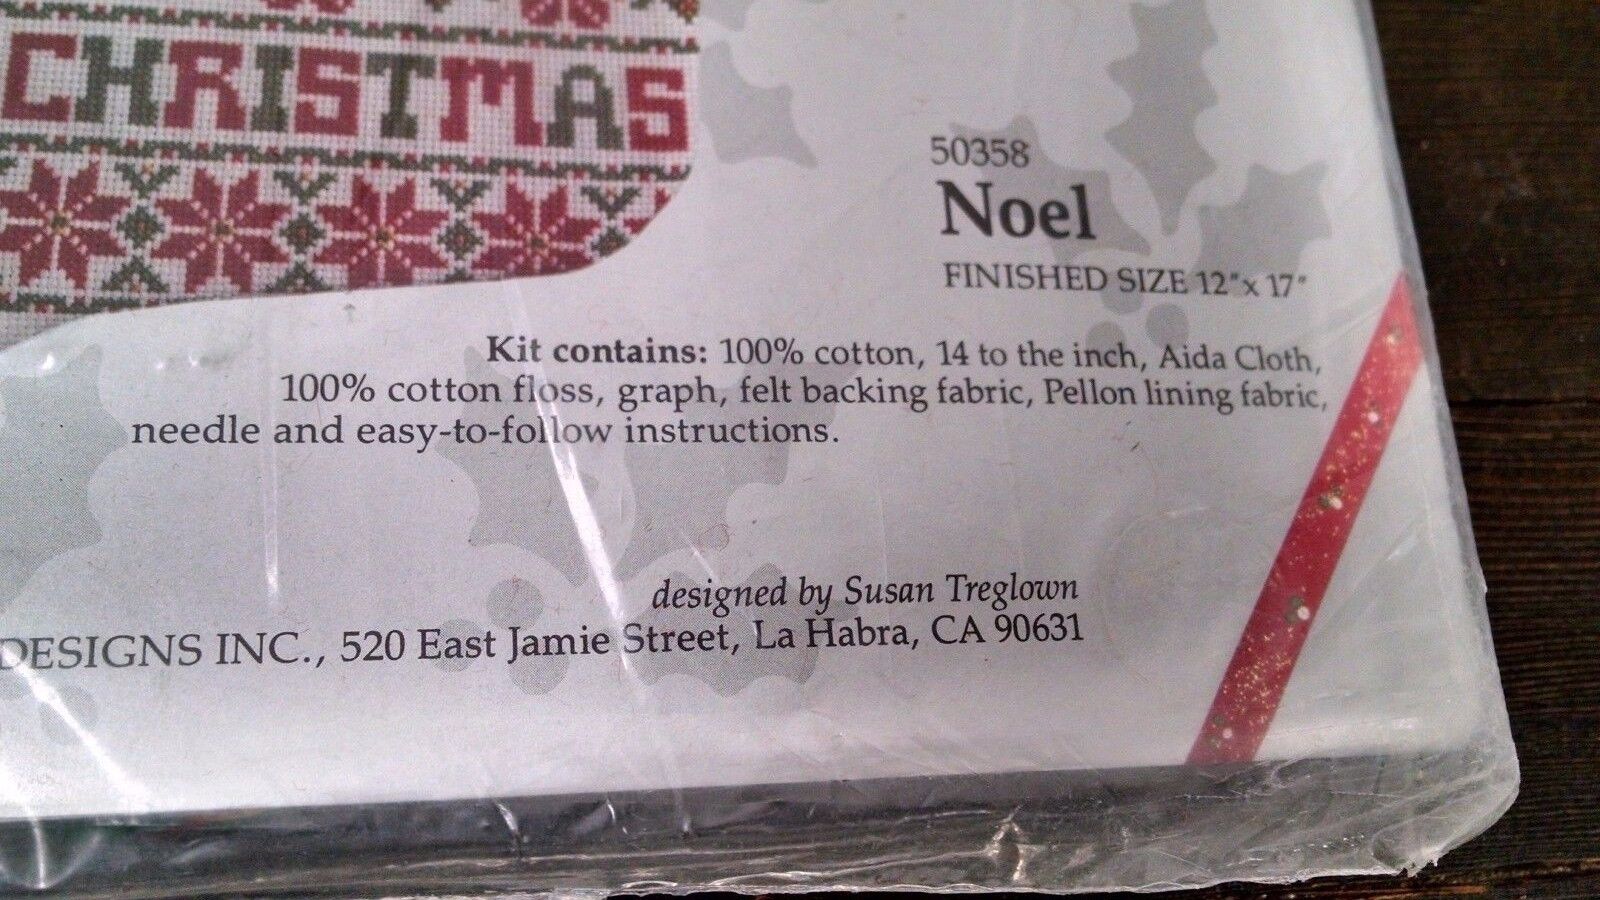 CHRISTMAS
50358
Noel
FINISHED SIZE 12"x 17"
Kit contains: 100% cotton, 14 to the inch, Aida Cloth,
100% cotton floss, graph, felt backing fabric, Pellon lining fabric,
needle and easy-to-follow instructions.
designed by Susan Treglown
DESIGNS INC., 520 East Jamie Street, La Habra, CA 90631